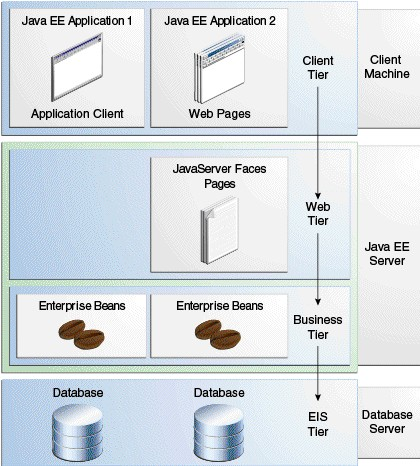 Java EE Application 1
Java EE Application 2
Application Client
Web Pages
Client
Tier
Client
Machine
JavaServer Faces
Pages
Web
Tier
Java EE
Server
Enterprise Beans
Enterprise Beans
Business
Tier
Database
Database
EIS
Tier
Database
Server